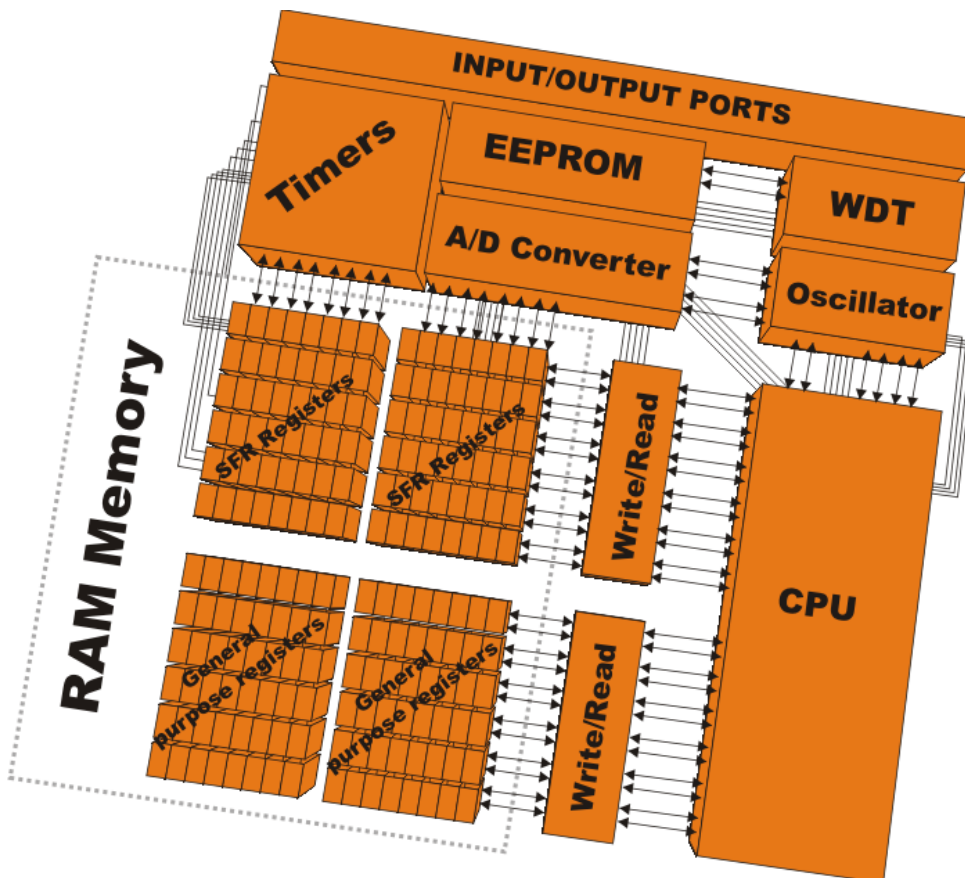 INPUT/OUTPUT PORTS
Timers
EEPROM
WDT
A/D Converter
Oscillator
RAM Memory
SFR Registers
SFR Registers
Write/Read
CPU
General
purpose registers
General
purpose registers
Write/Read